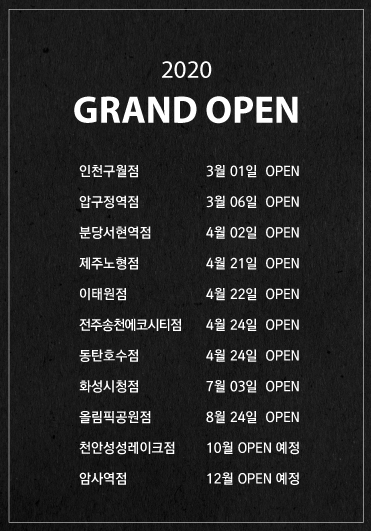 2020
GRAND OPEN
인천구월점 3월 01일 OPEN
압구정역점 3월 06일 OPEN
분당서현역점 4월 02일 OPEN
제주노형점 4월 21일 OPEN
이태원점 4월 22일 OPEN
전주송천에코시티점 4월 24일 OPEN
동탄호수점 4월 24일 OPEN
화성시청점 7월 03일 OPEN
올림픽공원점 8월 24일 OPEN
천안성성레이크점 10월 OPEN 예정
암사역점 12월 OPEN 예정